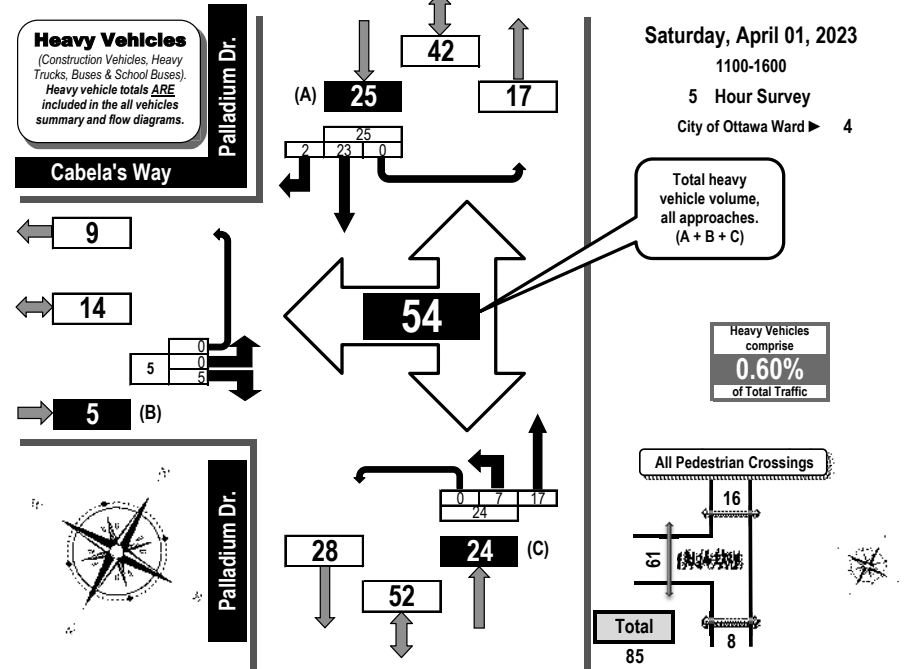 Heavy Vehicles
(Construction Vehicles, Heavy
Trucks, Buses & School Buses).
Heavy vehicle totals ARE
included in the all vehicles
summary and flow diagrams.
Palladium Dr.
Cabela's Way
42
(A) 25
17
25
2 23 0
Saturday, April 01, 2023
1100-1600
5 Hour Survey
City of Ottawa Ward ► 4
Total heavy
vehicle volume,
all approaches.
(A + B + C)
9
14
54
0
5 0
5
5 (B)
Heavy Vehicles
comprise
0.60%
of Total Traffic
Palladium Dr.
0 7 17
24
28
24 (C)
52
All Pedestrian Crossings
16
61
8
Total
85